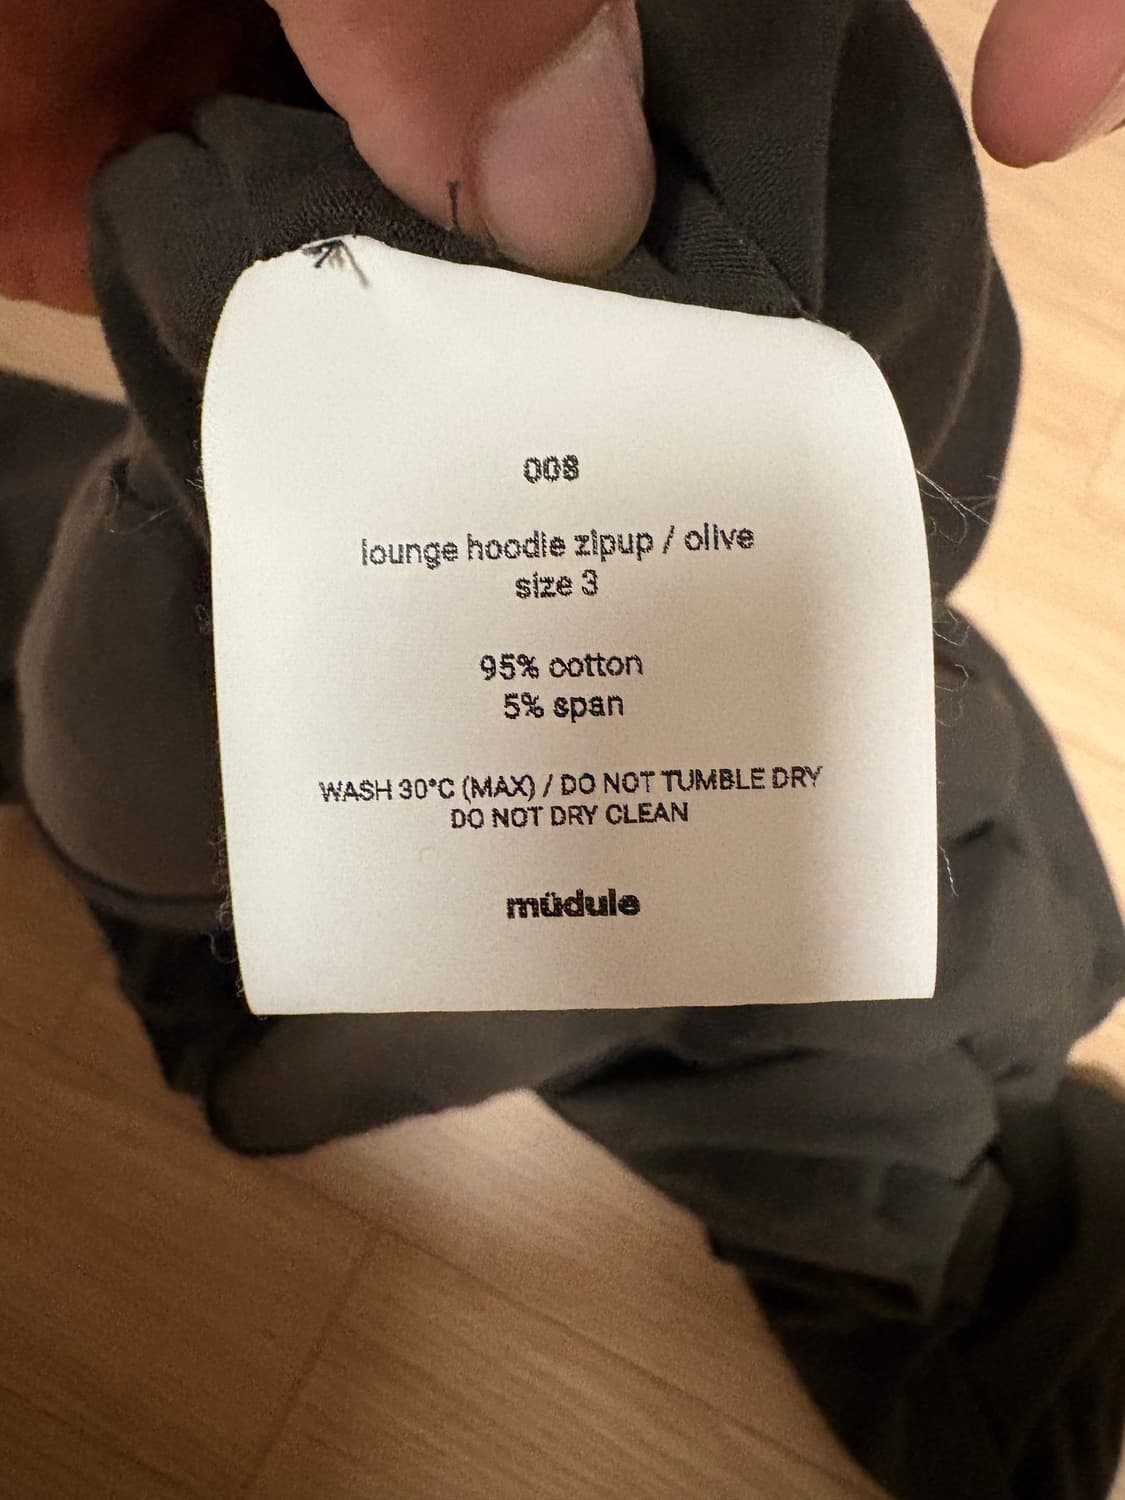 008
lounge hoodie zipup / olive
size 3
95% cotton
5% span
WASH 30°C (MAX) / DO NOT TUMBLE DRY
DO NOT DRY CLEAN
müdule